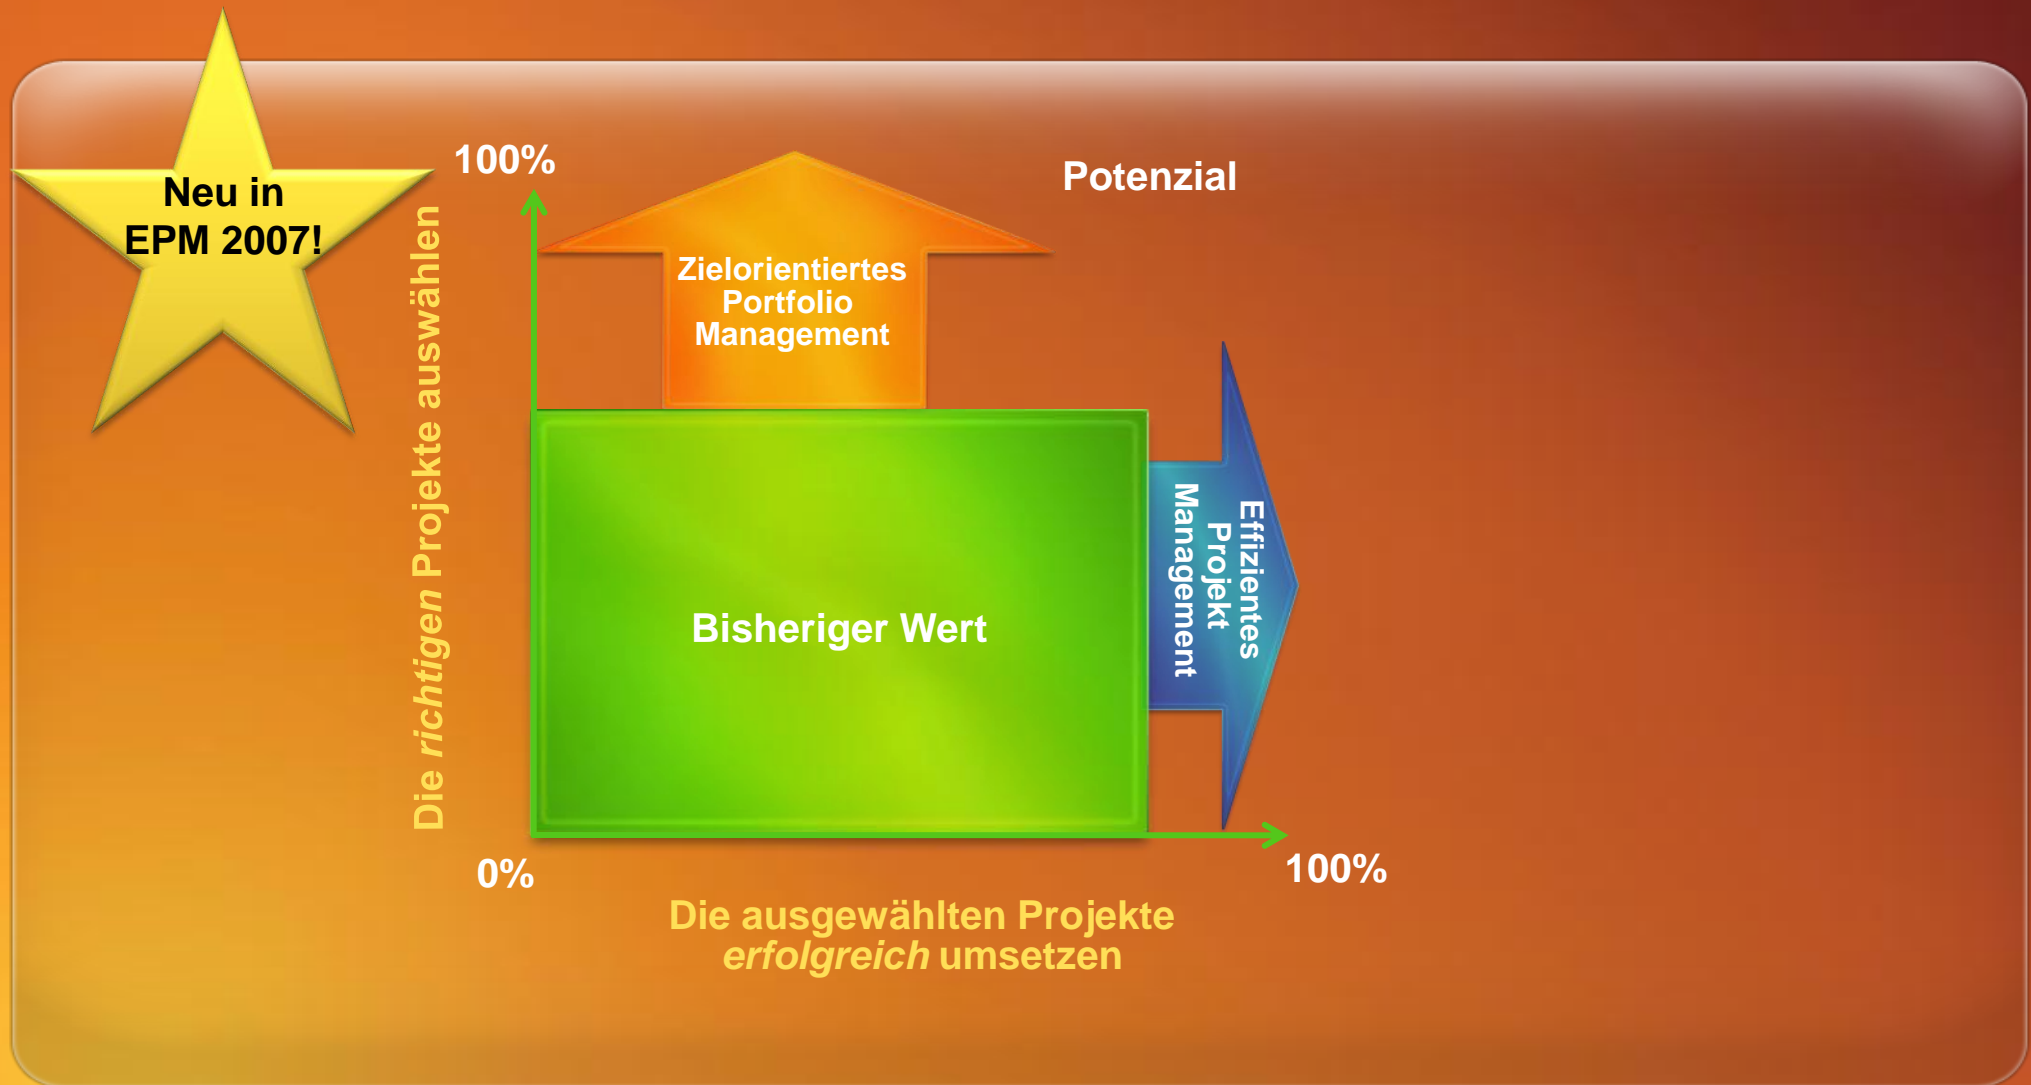 Neu in
EPM 2007!
100%
Potenzial
Die richtigen Projekte auswählen
Zielorientiertes
Portfolio
Management
Effizientes
Projekt
Management
Bisheriger Wert
0%
100%
Die ausgewählten Projekte
erfolgreich umsetzen